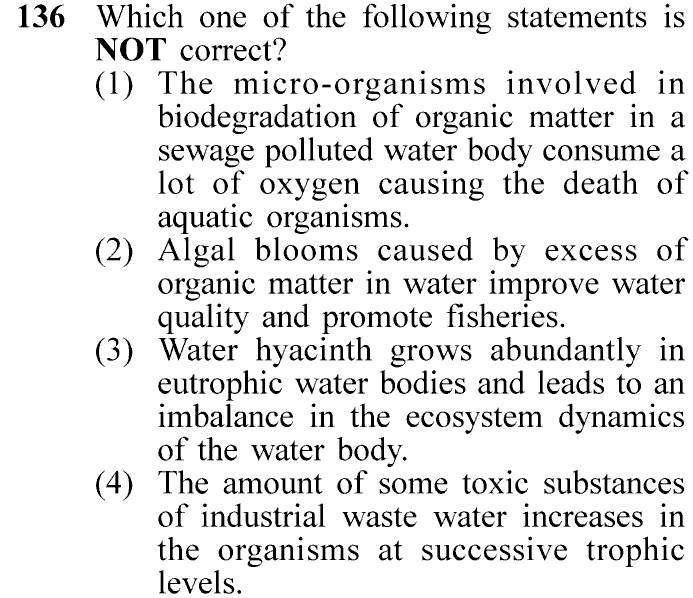 136 Which one of the following statements is
NOT correct?
(1) The micro-organisms involved in
biodegradation of organic matter in a
sewage polluted water body consume a
lot of oxygen causing the death of
aquatic organisms.
(2) Algal blooms caused by excess of
organic matter in water improve water
quality and promote fisheries.
(3) Water hyacinth grows abundantly in
eutrophic water bodies and leads to an
imbalance in the ecosystem dynamics
of the water body.
(4) The amount of some toxic substances
of industrial waste water increases in
the organisms at successive trophic
levels.